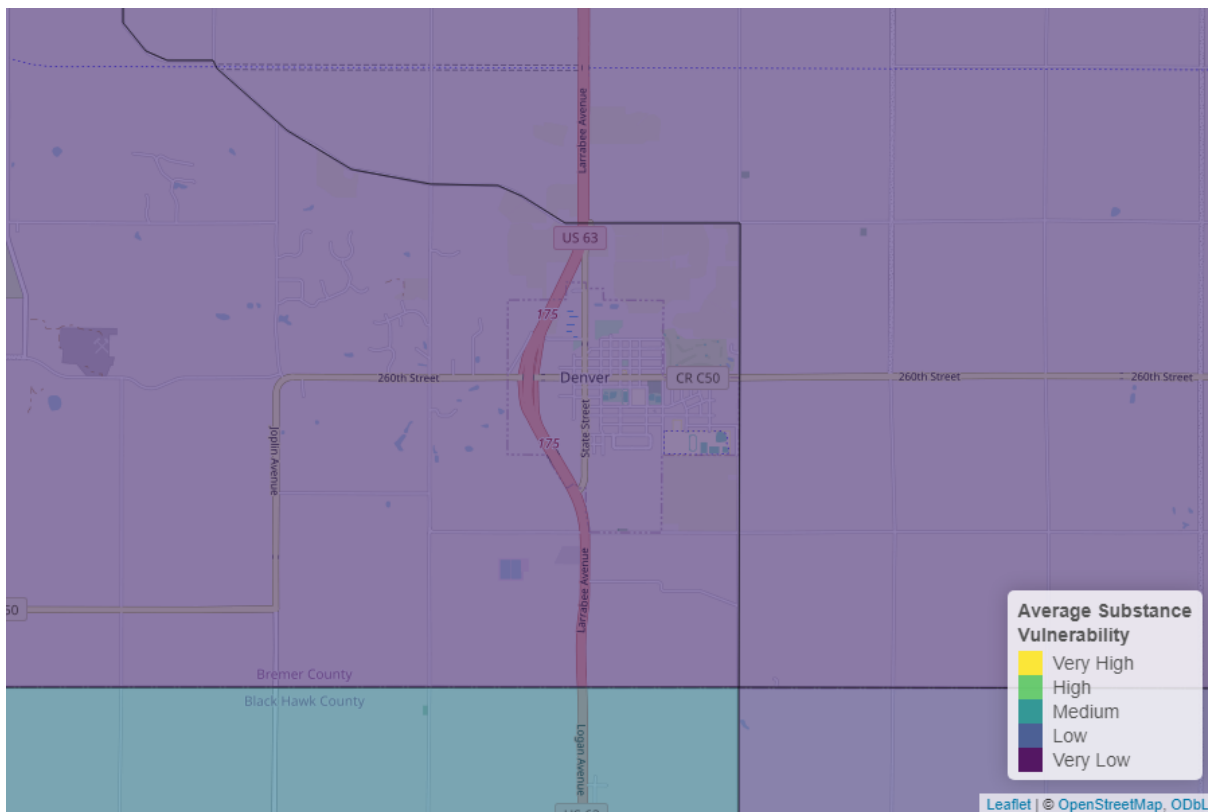 Larrabee Avenue
US 63
175
260th Street
Denver
CR C50
260th Street
260th Street
State Street
175
Joplin Avenue
Larrabee Avenue
50
Bremer County
Black Hawk County
Logan Avenue
US 63
Average Substance
Vulnerability
Very High
High
Medium
Low
Very Low
Leaflet | © OpenStreetMap, ODbL